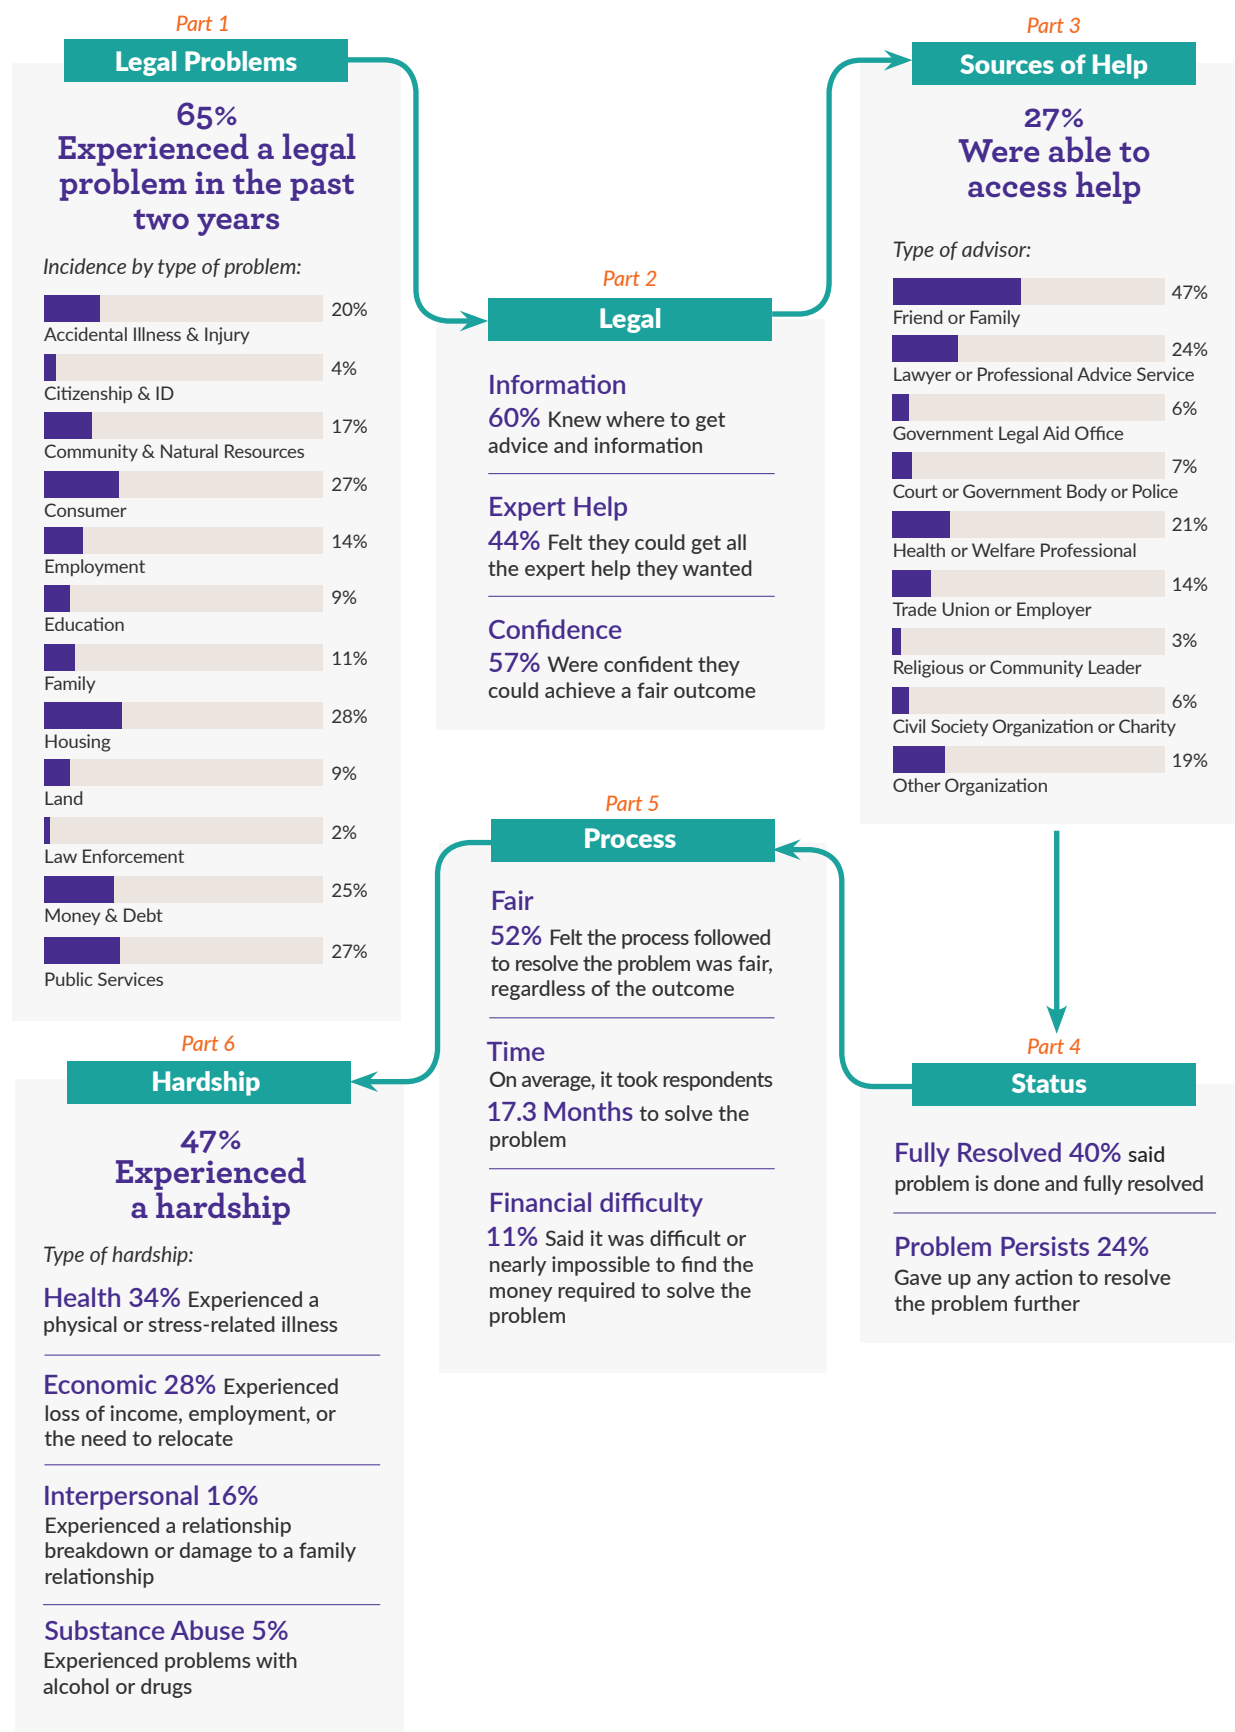 Part 1
Legal Problems
65%
Experienced a legal
problem in the past
two years
Incidence by type of problem:
20%
Accidental Illness & Injury
4%
Citizenship & ID
17%
Community & Natural Resources
27%
Consumer
14%
Employment
9%
Education
11%
Family
28%
Housing
9%
Land
2%
Law Enforcement
25%
Money & Debt
27%
Public Services
Part 2
Legal
Information
60% Knew where to get
advice and information
Expert Help
44% Felt they could get all
the expert help they wanted
Confidence
57% Were confident they
could achieve a fair outcome
Part 3
Sources of Help
27%
Were able to
access help
Type of advisor:
47%
Friend or Family
24%
Lawyer or Professional Advice Service
6%
Government Legal Aid Office
7%
Court or Government Body or Police
21%
Health or Welfare Professional
14%
Trade Union or Employer
3%
Religious or Community Leader
6%
Civil Society Organization or Charity
19%
Other Organization
Part 4
Status
Fully Resolved 40% said
problem is done and fully resolved
Problem Persists 24%
Gave up any action to resolve
the problem further
Part 5
Process
Fair
52% Felt the process followed
to resolve the problem was fair,
regardless of the outcome
Time
On average, it took respondents
17.3 Months to solve the
problem
Financial difficulty
11% Said it was difficult or
nearly impossible to find the
money required to solve the
problem
Part 6
Hardship
47%
Experienced
a hardship
Type of hardship:
Health 34% Experienced a
physical or stress-related illness
Economic 28% Experienced
loss of income, employment, or
the need to relocate
Interpersonal 16%
Experienced a relationship
breakdown or damage to a family
relationship
Substance Abuse 5%
Experienced problems with
alcohol or drugs